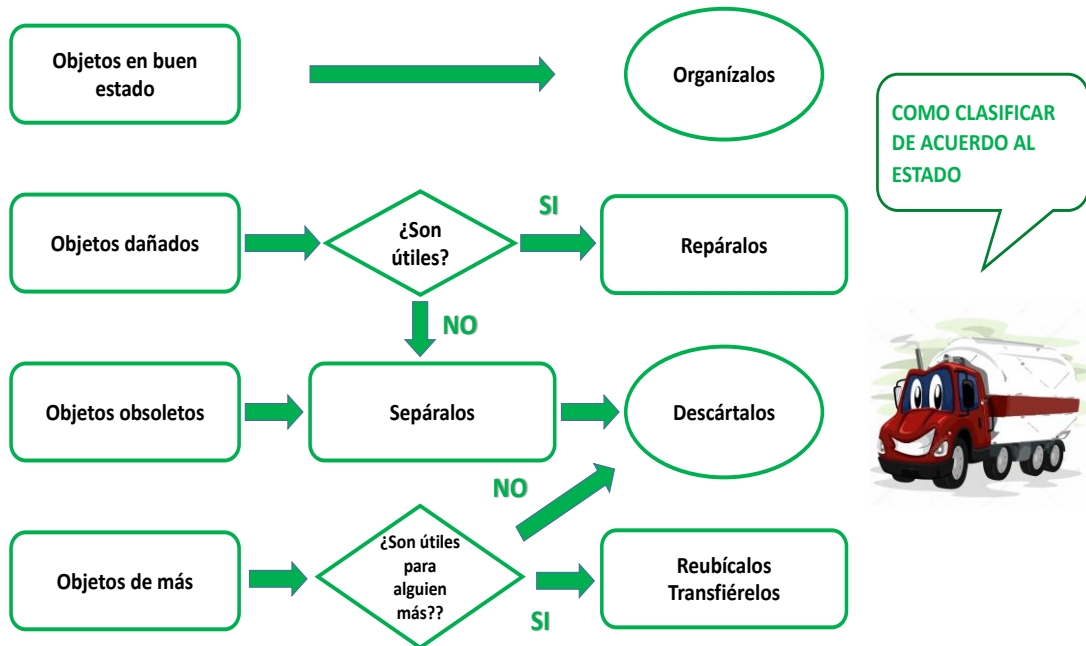 Objetos en buen
estado
Organízalos
COMO CLASIFICAR
DE ACUERDO AL
ESTADO
Objetos dañados
¿Son
útiles?
SI
Repáralos
NO
Objetos obsoletos
Sepáralos
Descártalos
NO
Objetos de más
¿Son útiles
para
alguien
más??
SI
Reubícalos
Transfiérelos